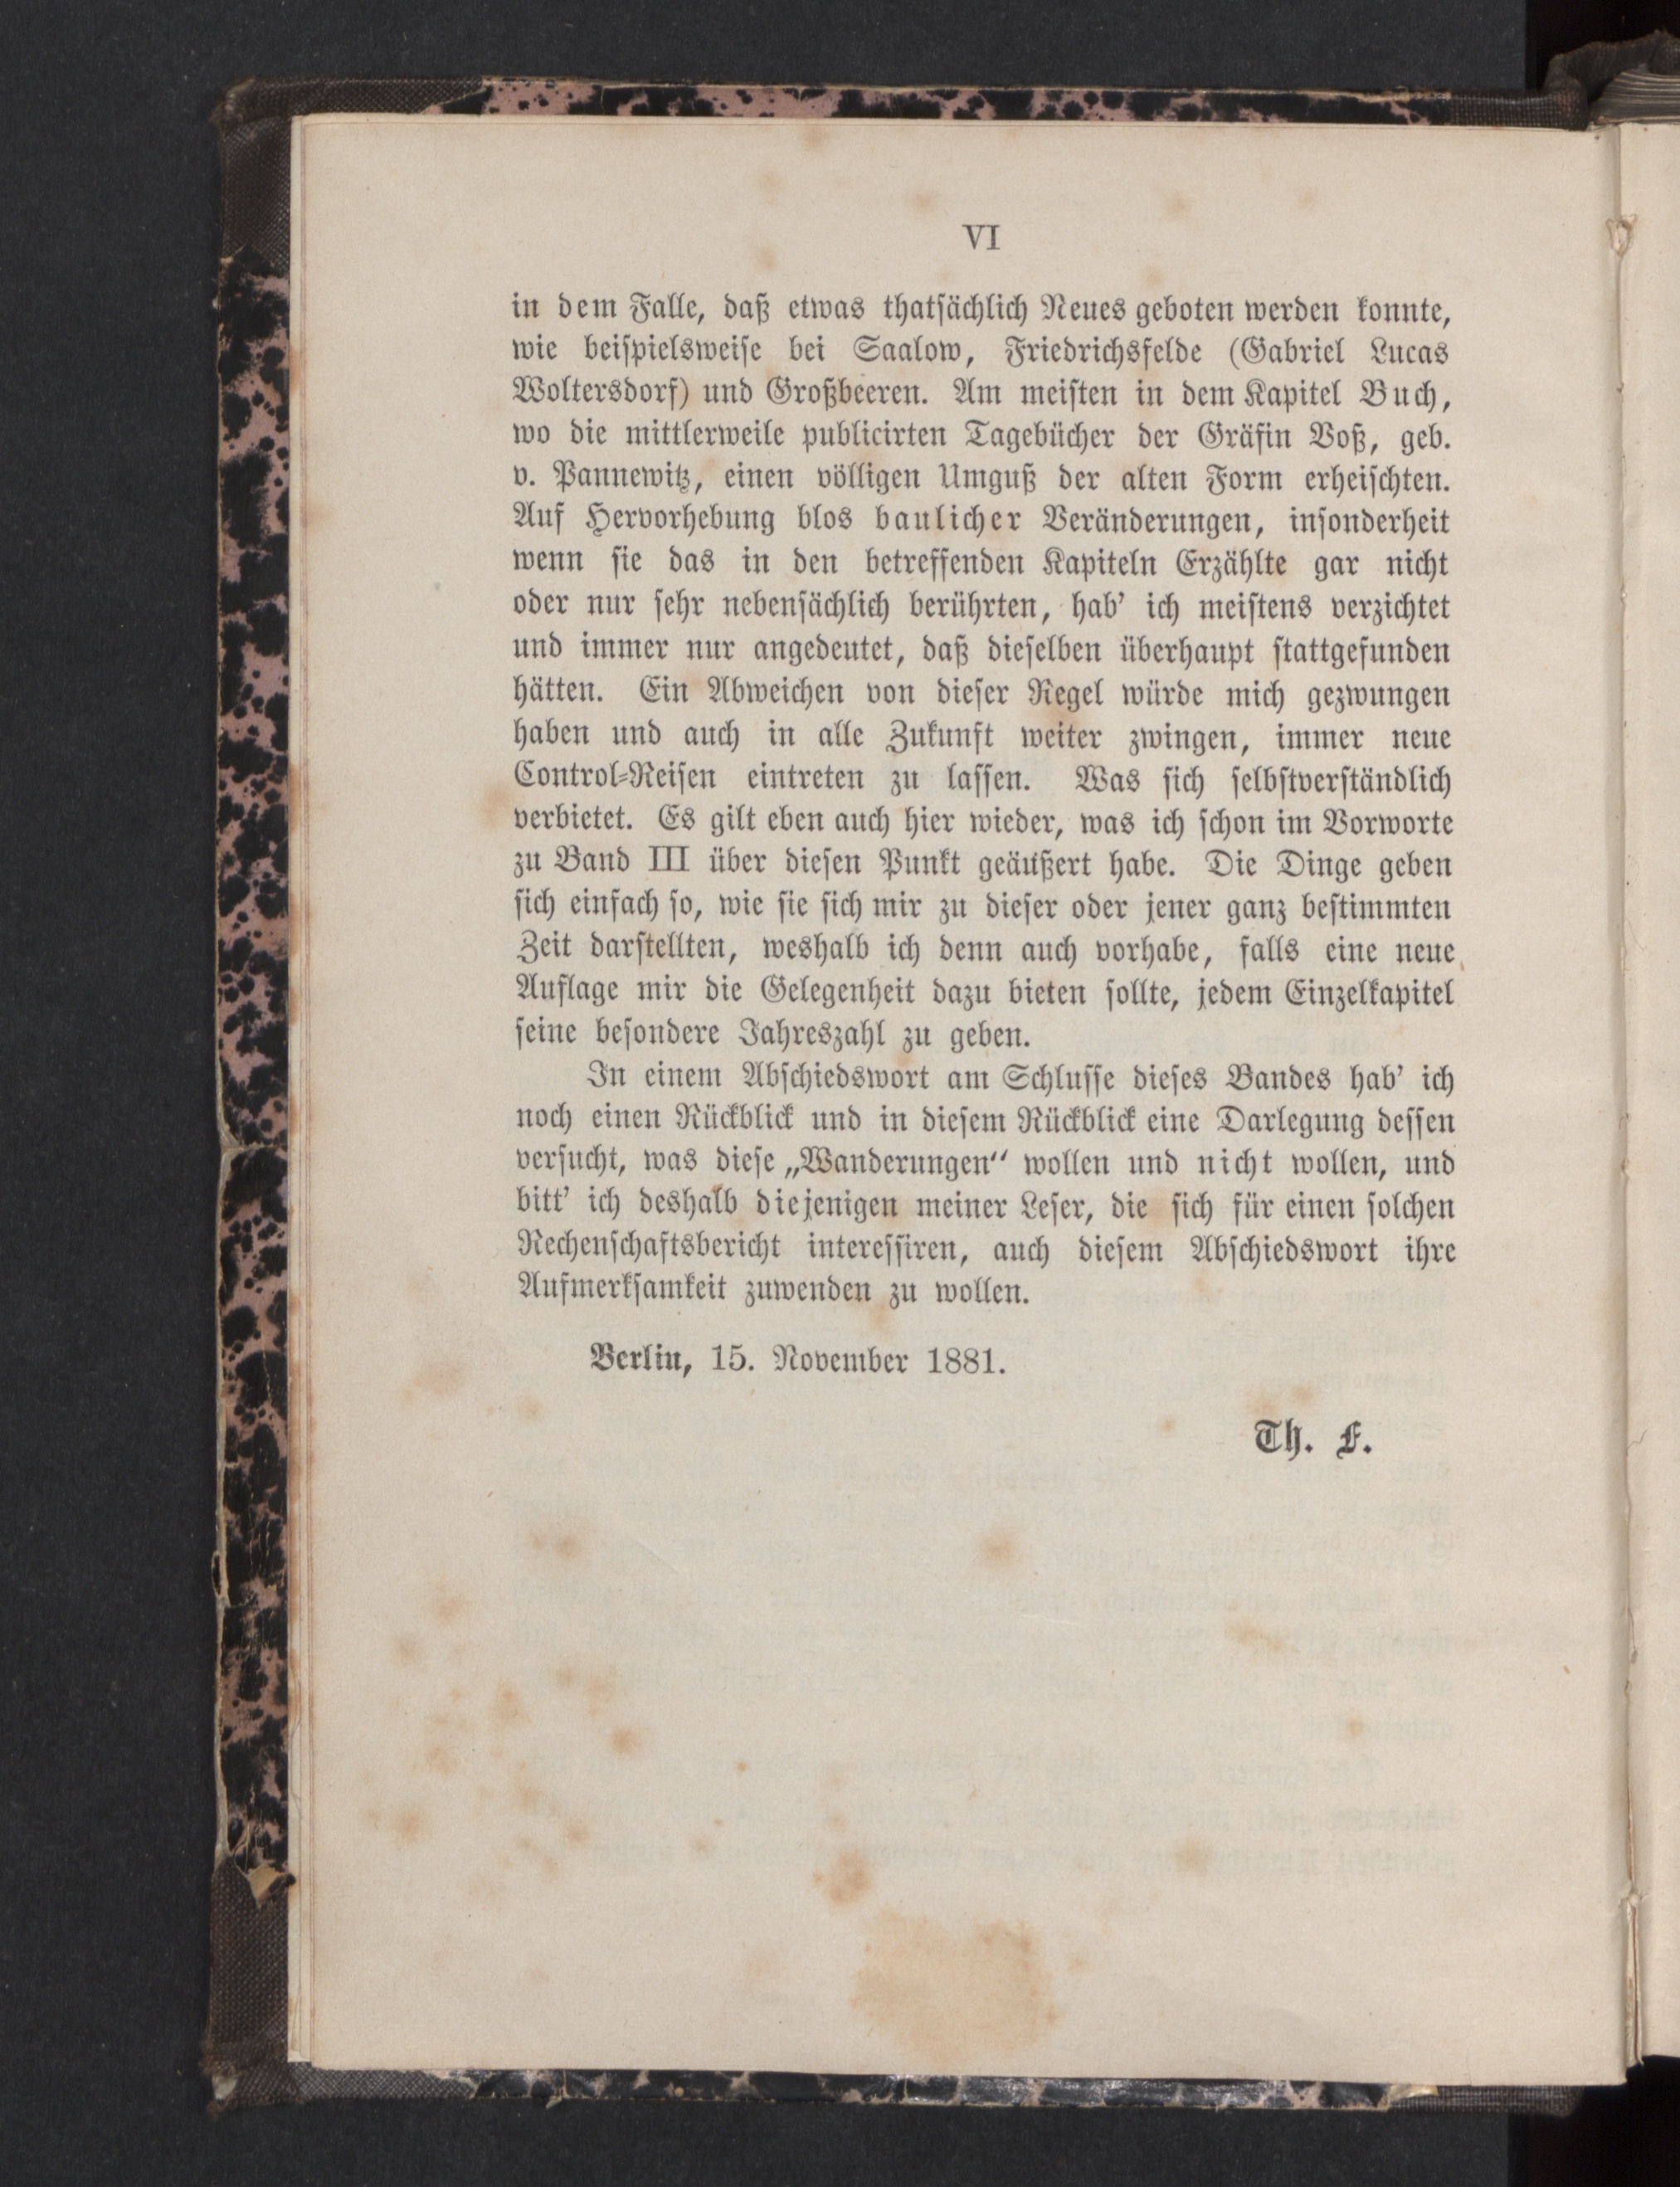 VI
in dem Falle, daß etwas thatsächlich Neues geboten werden konnte,
wie beispielsweise bei Saalow, Friedrichsfelde (Gabriel Lucas
Woltersdorf) und Großbeeren. Am meisten in dem Kapitel Buch,
wo die mittlerweile publicirten Tagebücher der Gräfin Voß, geb.
v. Pannewitz, einen völligen Umguß der alten Form erheischten.
Auf Hervorhebung blos baulicher Veränderungen, insonderheit
wenn sie das in den betreffenden Kapiteln Erzählte gar nicht
oder nur sehr nebensächlich berührten, hab' ich meistens verzichtet
und immer nur angedeutet, daß dieselben überhaupt stattgefunden
hätten. Ein Abweichen von dieser Regel würde mich gezwungen
haben und auch in alle Zukunft weiter zwingen, immer neue
Control-Reisen eintreten zu lassen. Was sich selbstverständlich
verbietet. Es gilt eben auch hier wieder, was ich schon im Vorworte
zu Band III über diesen Punkt geäußert habe. Die Dinge geben
sich einfach so, wie sie sich mir zu dieser oder jener ganz bestimmten
Zeit darstellten, weshalb ich denn auch vorhabe, falls eine neue
Auflage mir die Gelegenheit dazu bieten sollte, jedem Einzelkapitel
seine besondere Jahreszahl zu geben.
In einem Abschiedswort am Schlusse dieses Bandes hab' ich
noch einen Rückblick und in diesem Rückblick eine Darlegung dessen
versucht, was diese „Wanderungen“ wollen und nicht wollen, und
bitt' ich deshalb diejenigen meiner Leser, die sich für einen solchen
Rechenschaftsbericht interessiren, auch diesem Abschiedswort ihre
Aufmerksamkeit zuwenden zu wollen.
Berlin, 15. November 1881.
Th. F.